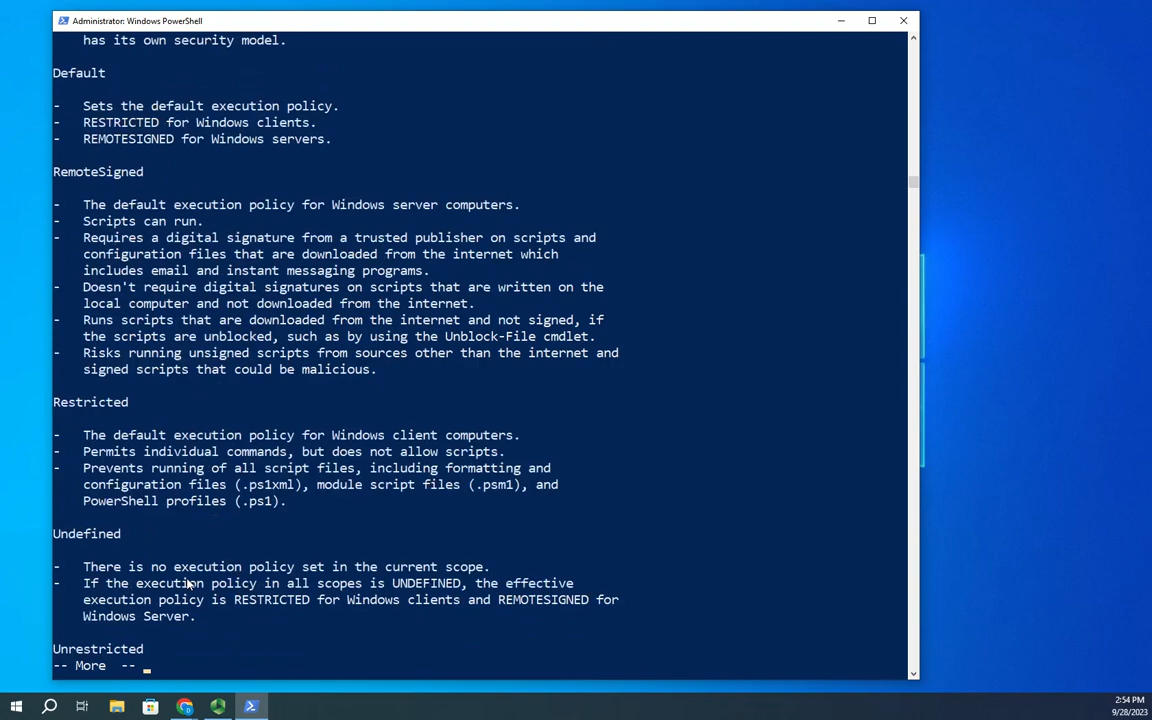 Administrator: Windows PowerShell
has its own security model.
Default
- Sets the default execution policy.
- RESTRICTED for Windows clients.
- REMOTESIGNED for Windows servers.
RemoteSigned
- The default execution policy for Windows server computers.
- Scripts can run.
- Requires a digital signature from a trusted publisher on scripts and
configuration files that are downloaded from the internet which
includes email and instant messaging programs.
- Doesn't require digital signatures on scripts that are written on the
local computer and not downloaded from the internet.
- Runs scripts that are downloaded from the internet and not signed, if
the scripts are unblocked, such as by using the Unblock-File cmdlet.
- Risks running unsigned scripts from sources other than the internet and
signed scripts that could be malicious.
Restricted
- The default execution policy for Windows client computers.
- Permits individual commands, but does not allow scripts.
- Prevents running of all script files, including formatting and
configuration files (.ps1xml), module script files (.psm1), and
PowerShell profiles (.ps1).
Undefined
- There is no execution policy set in the current scope.
- If the execution policy in all scopes is UNDEFINED, the effective
execution policy is RESTRICTED for Windows clients and REMOTESIGNED for
Windows Server.
Unrestricted
-- More --
2:54 PM
9/28/2023